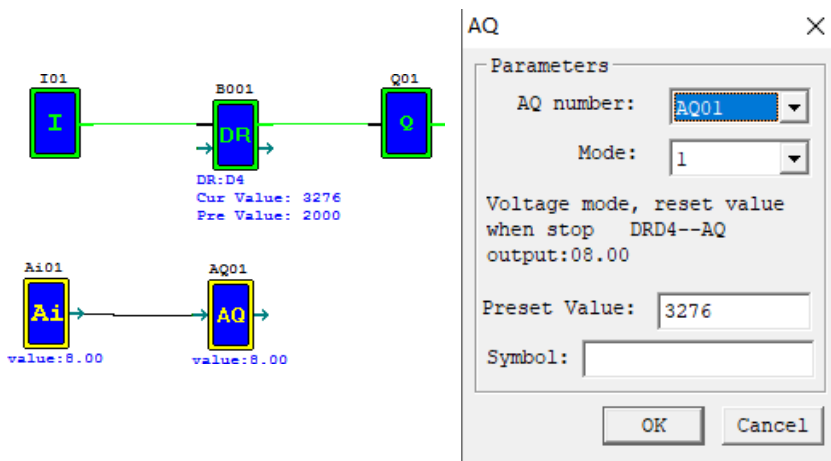 I01
B001
Q01
I
DR
Q
DR:D4
Cur Value: 3276
Pre Value: 2000
Ai01
AQ01
Ai
AQ
value:8.00
value:8.00
AQ
Parameters
AQ number: AQ01
Mode: 1
Voltage mode, reset value
when stop DRD4--AQ
output:08.00
Preset Value: 3276
Symbol:
OK Cancel